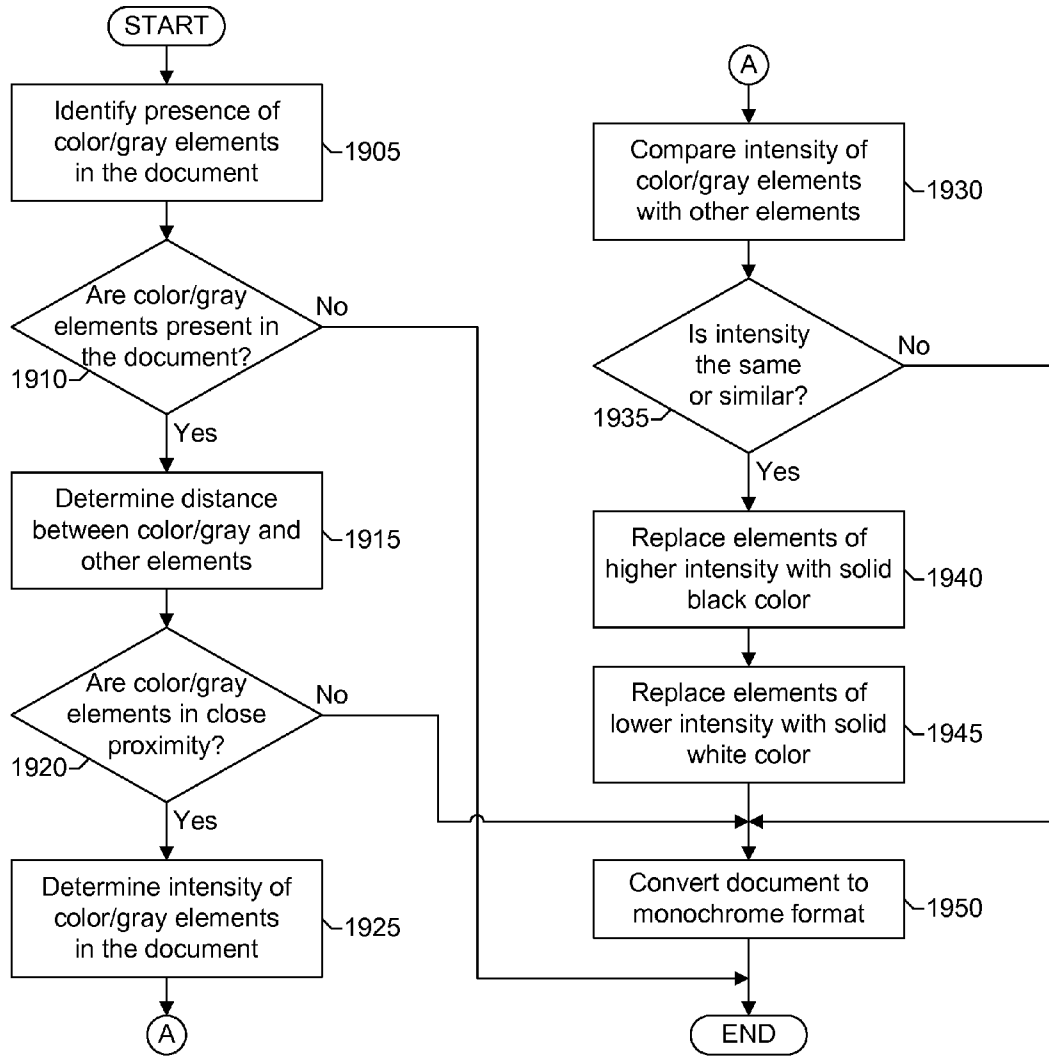 START
Identify presence of
color/gray elements
in the document
1905
Are color/gray
elements present in
the document?
No
1910
Yes
Determine distance
between color/gray and
other elements
1915
Are color/gray
elements in close
proximity?
No
1920
Yes
Determine intensity of
color/gray elements
in the document
1925
A
A
Compare intensity of
color/gray elements
with other elements
1930
Is intensity
the same
or similar?
No
1935
Yes
Replace elements of
higher intensity with solid
black color
1940
Replace elements of
lower intensity with solid
white color
1945
Convert document to
monochrome format
1950
END